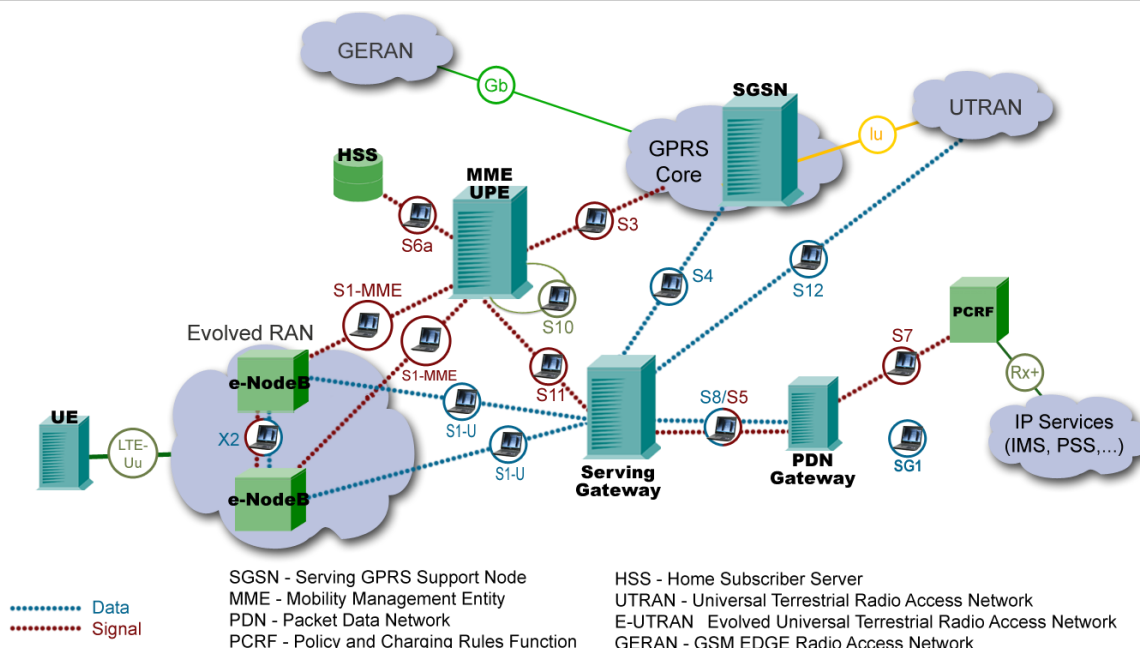 GERAN
Gb
SGSN
UTRAN
Iu
GPRS
Core
HSS
MME
UPE
S3
S6a
S4
S12
S1-MME
S10
PCRF
S7
Evolved RAN
S1-MME
S11
Rx+
e-NodeB
S8/S5
UE
S1-U
IP Services
(IMS, PSS,...)
X2
LTE-
Uu
S1-U
SG1
Serving
Gateway
PDN
Gateway
e-NodeB
SGSN - Serving GPRS Support Node
MME - Mobility Management Entity
PDN - Packet Data Network
PCRF - Policy and Charging Rules Function
HSS - Home Subscriber Server
UTRAN - Universal Terrestrial Radio Access Network
E-UTRAN Evolved Universal Terrestrial Radio Access Network
GERAN - GSM EDGE Radio Access Network
Data
Signal